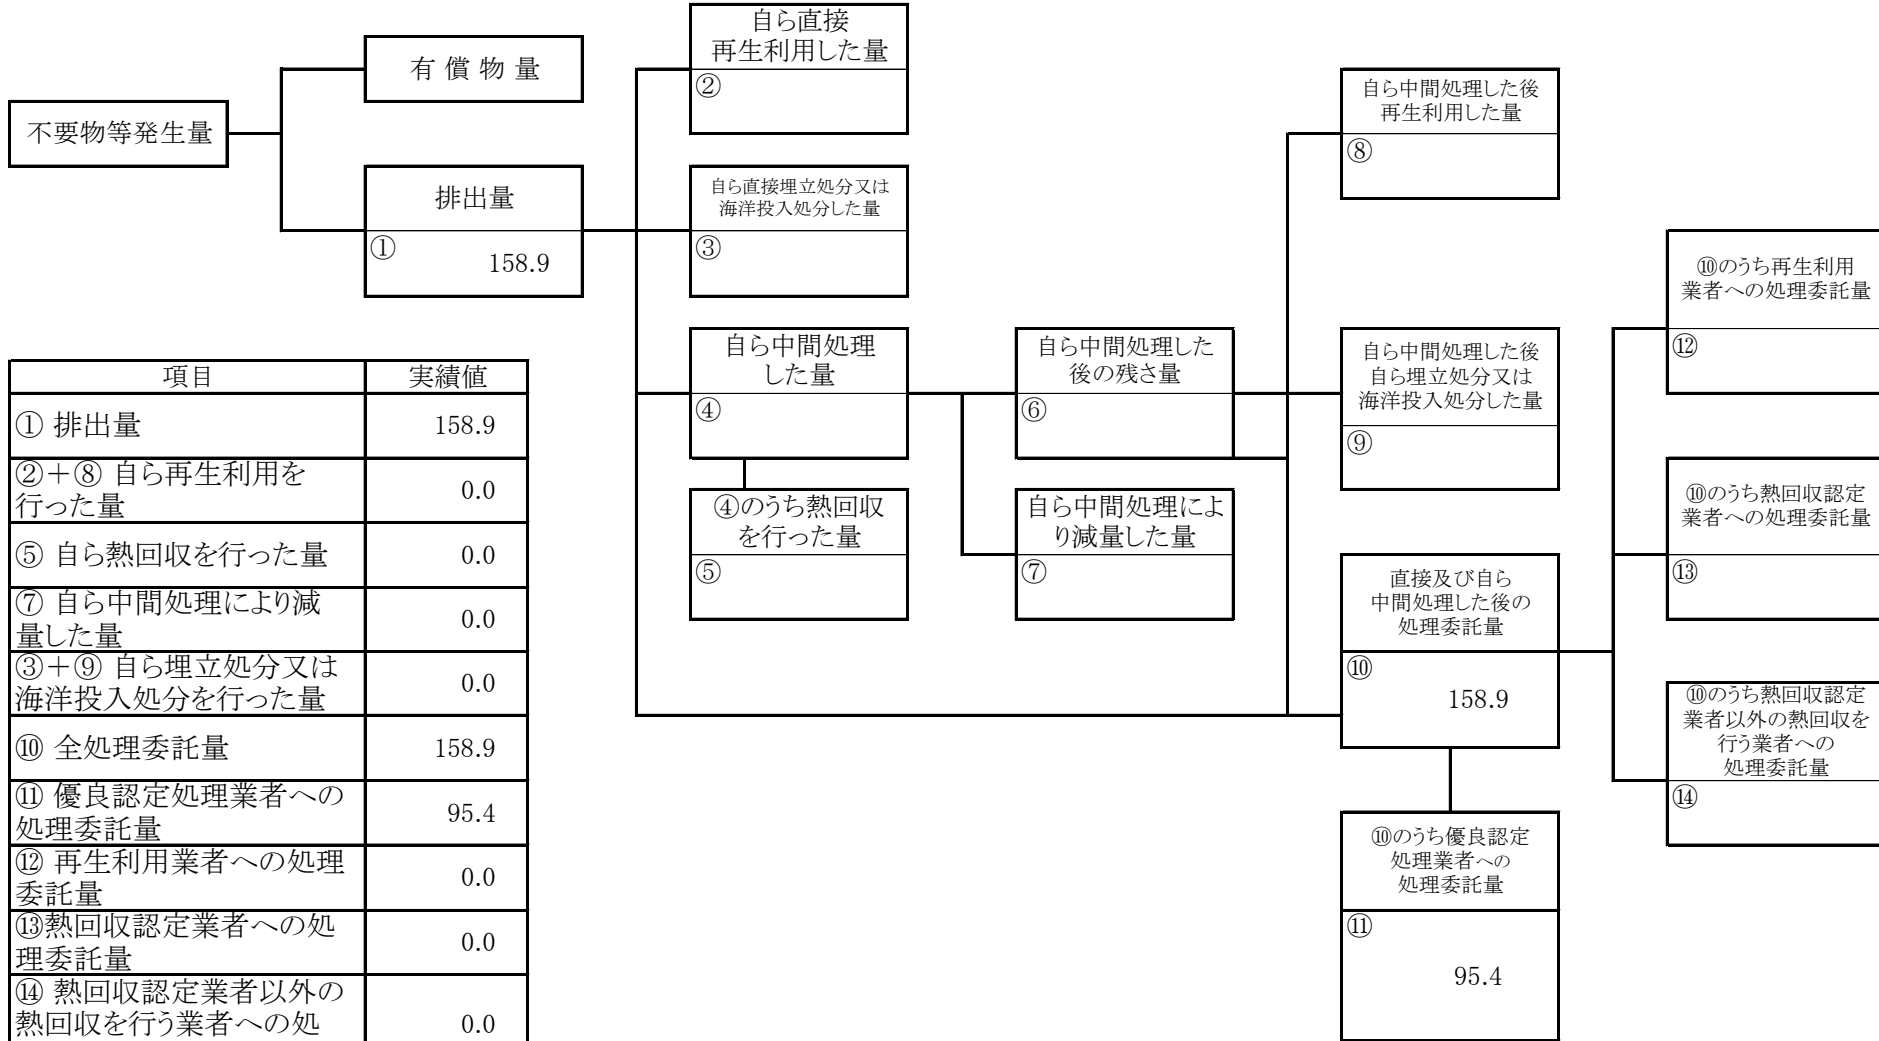 自ら直接
再生利用した量
②
有 償 物 量
不要物等発生量
排出量
①
158.9
自ら直接埋立処分又は
海洋投入処分した量
③
自ら中間処理した後
再生利用した量
⑧
⑩のうち再生利用
業者への処理委託量
⑫
自ら中間処理
した量
④
自ら中間処理した
後の残さ量
⑥
自ら中間処理した後
自ら埋立処分又は
海洋投入処分した量
⑨
④のうち熱回収
を行った量
⑤
自ら中間処理によ
り減量した量
⑦
⑩のうち熱回収認定
業者への処理委託量
⑬
直接及び自ら
中間処理した後の
処理委託量
⑩
158.9
⑩のうち熱回収認定
業者以外の熱回収を
行う業者への
処理委託量
⑭
⑩のうち優良認定
処理業者への
処理委託量
⑪
95.4
項目 実績値
① 排出量 158.9
②＋⑧ 自ら再生利用を
行った量 0.0
⑤ 自ら熱回収を行った量 0.0
⑦ 自ら中間処理により減
量した量 0.0
③＋⑨ 自ら埋立処分又は
海洋投入処分を行った量 0.0
⑩ 全処理委託量 158.9
⑪ 優良認定処理業者への
処理委託量 95.4
⑫ 再生利用業者への処理
委託量 0.0
⑬熱回収認定業者への処
理委託量 0.0
⑭ 熱回収認定業者以外の
熱回収を行う業者への処 0.0